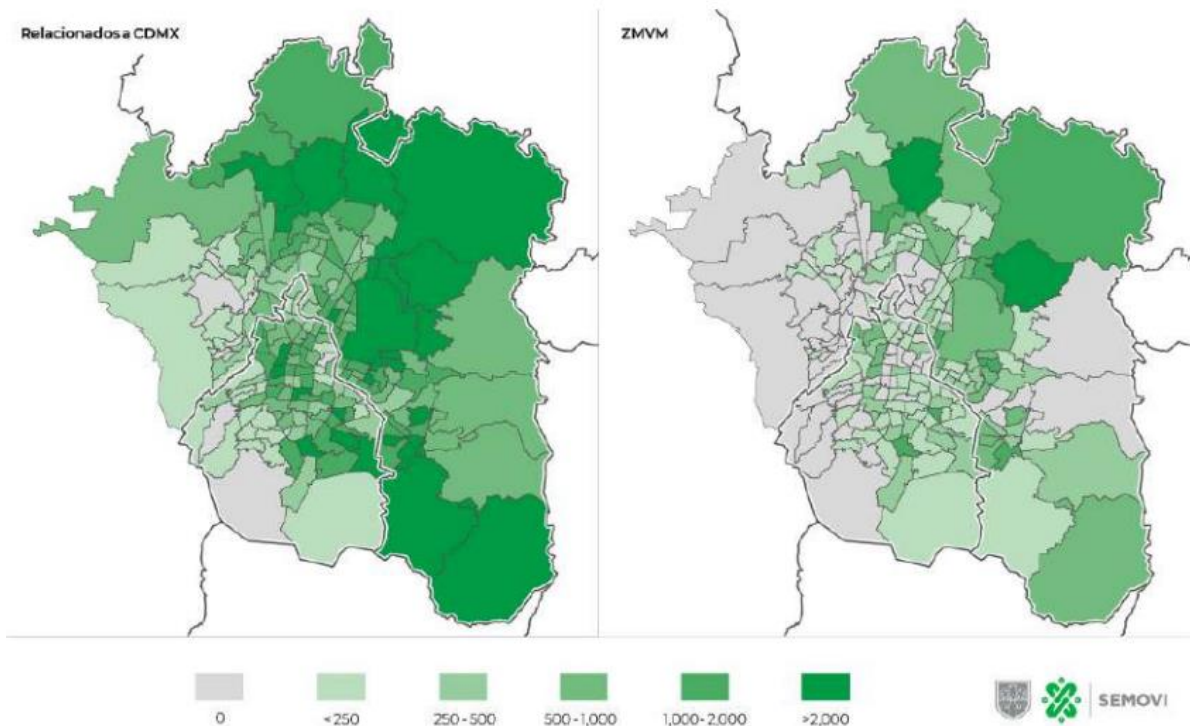 Relacionados a CDMX
ZMVM
0
<250
250 - 500
500 - 1,000
1,000 - 2,000
>2,000
SEMOVI